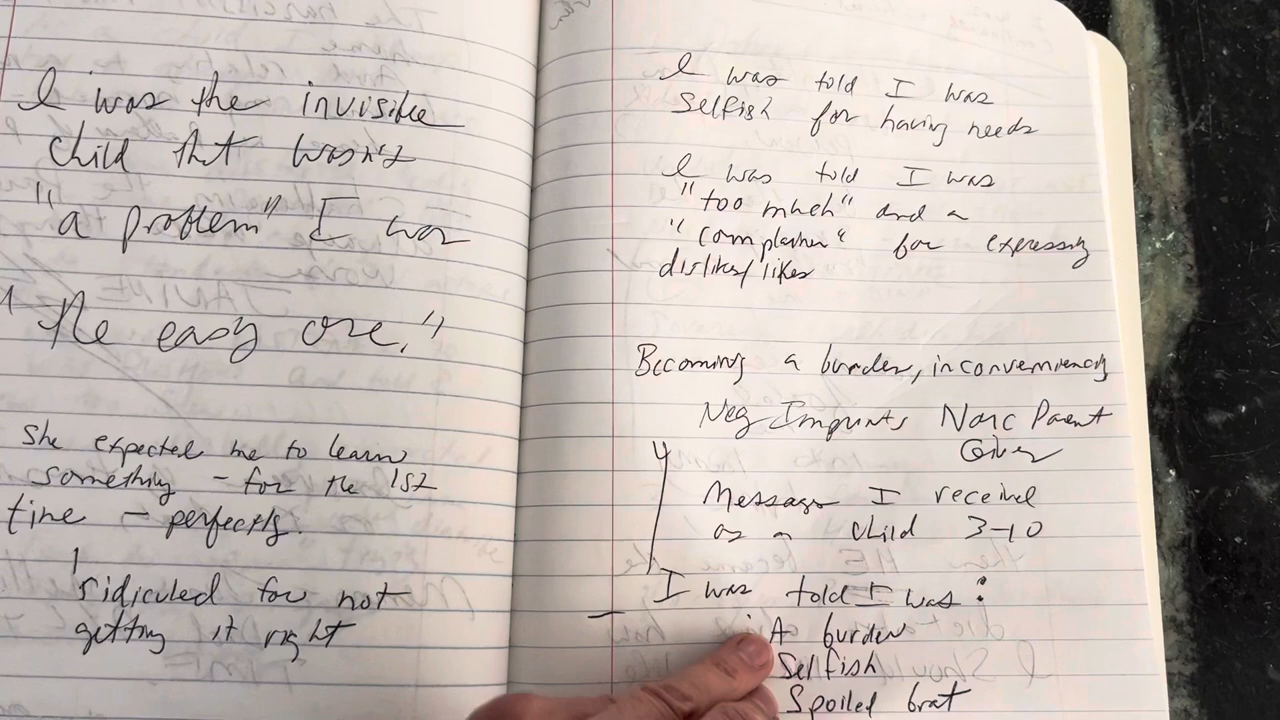 I was the invisible
child that wasn't
"a problem" I was
"the easy one."
She expected me to learn
something - for the 1st
time - perfectly.
ridiculed for not
getting it right
I was told I was
selfish for having needs
I was told I was
"too much" and a
"complainer" for expressing
dislikes/likes
Becoming a burden, inconveniency
Neg Imprints Narc Parent
Gives
Messages I received
as a child 3-10
I was told I was:
A burden
Selfish
Spoiled brat